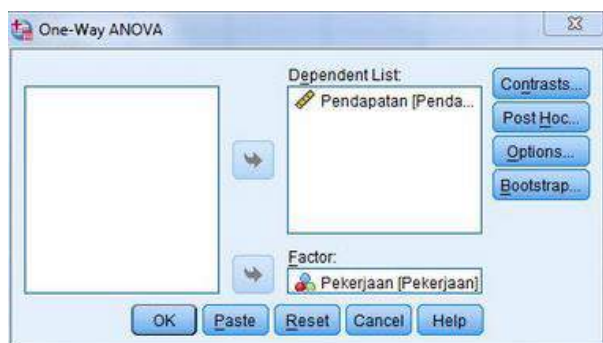 One-Way ANOVA
Dependent List:
Pendapatan [Penda...
Contrasts...
Post Hoc...
Options...
Bootstrap...
Factor:
Pekerjaan [Pekerjaan]
OK Paste Reset Cancel Help